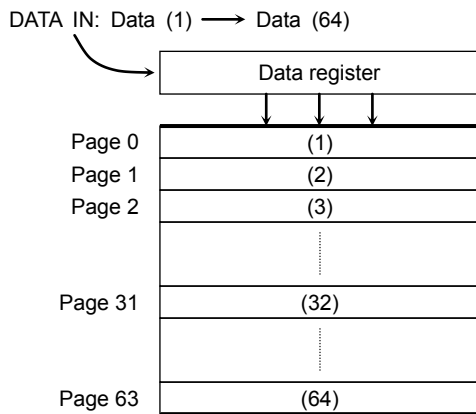 DATA IN: Data (1) ⟶ Data (64)
Data register
Page 0 (1)
Page 1 (2)
Page 2 (3)
Page 31 (32)
Page 63 (64)